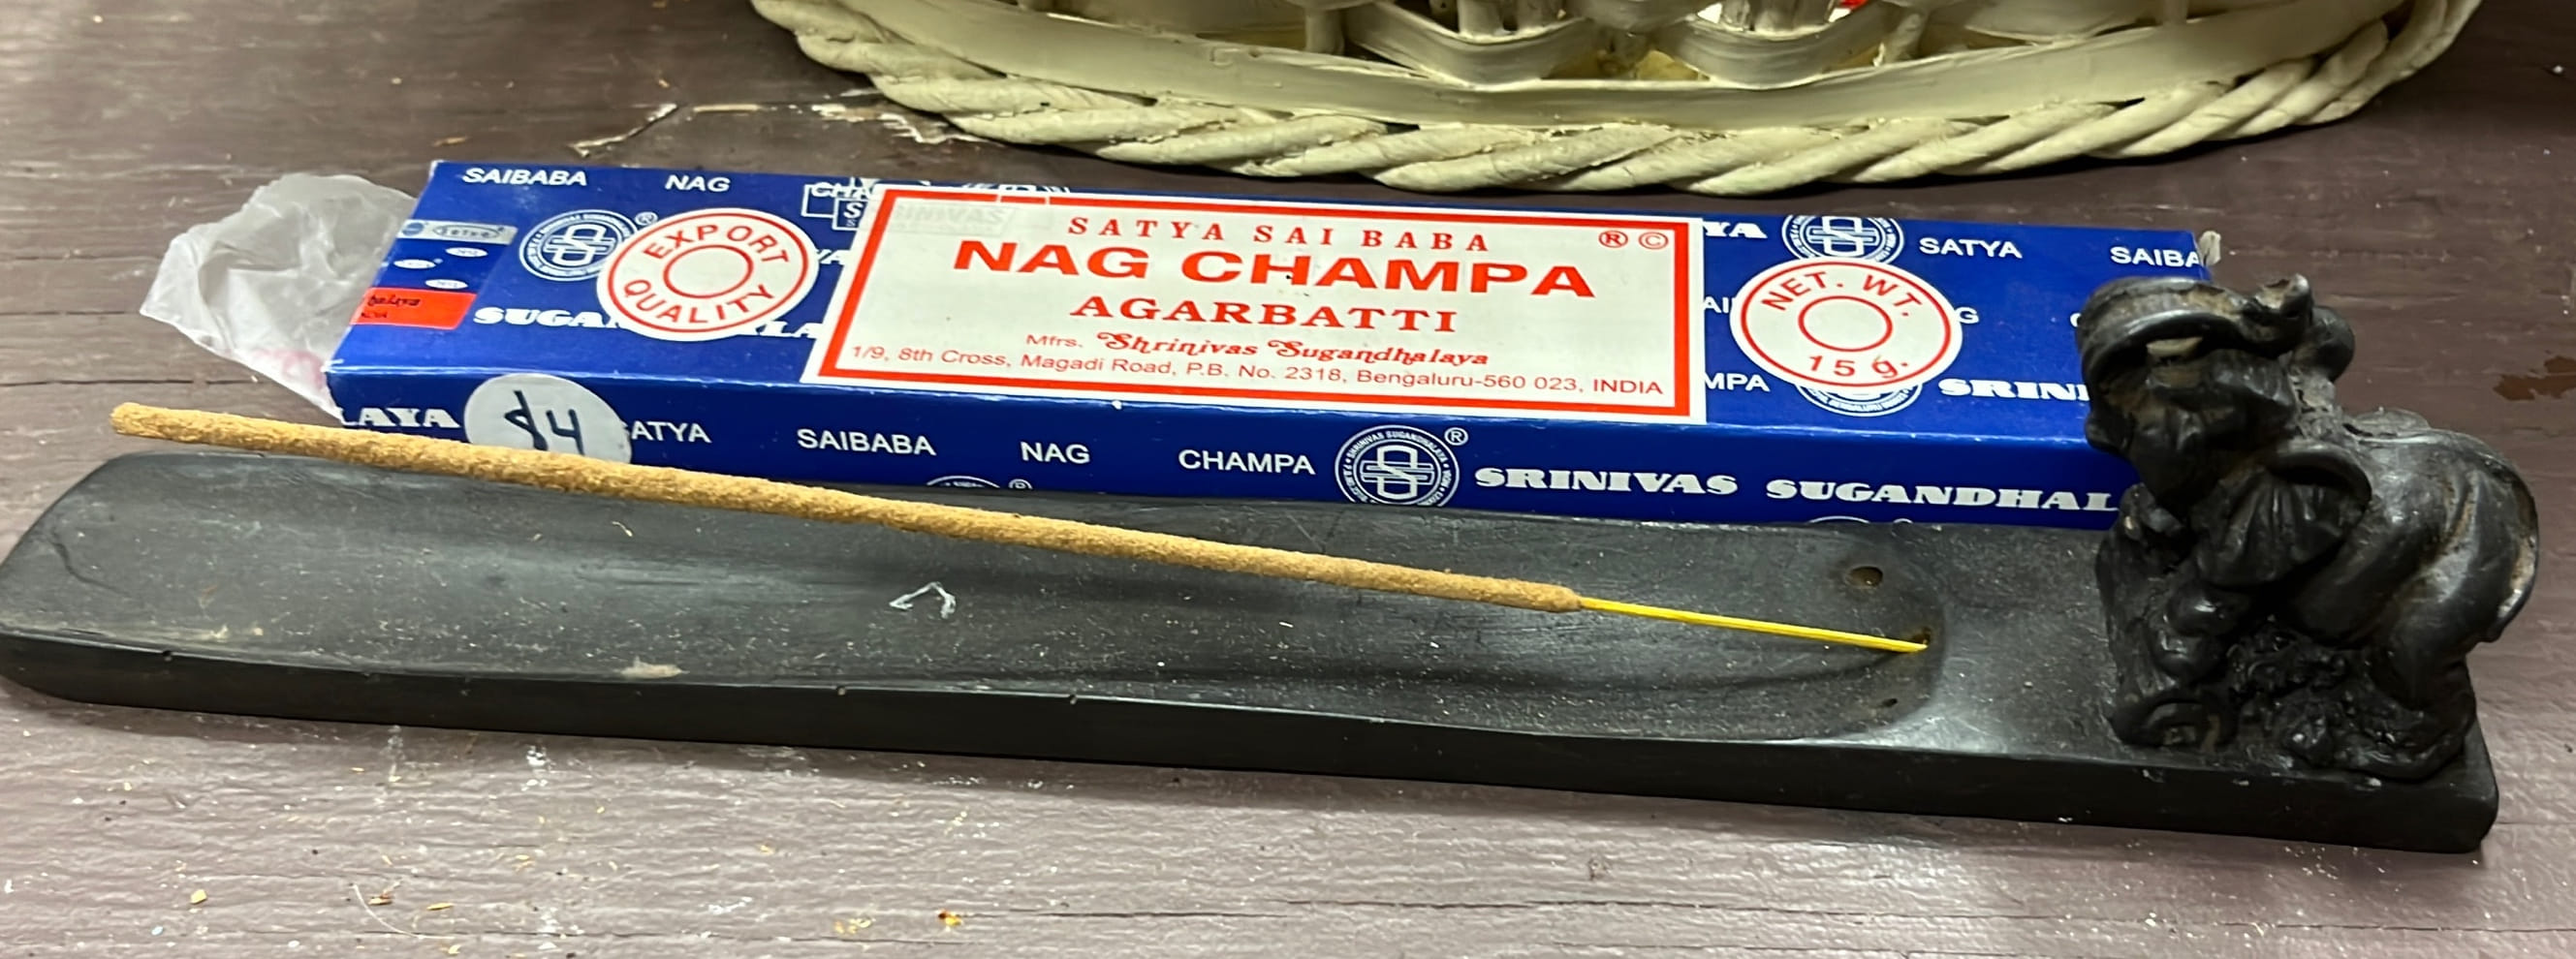 SAIBABA NAG
SATYA SAI BABA ® ©
NAG CHAMPA
AGARBATTI
Mfrs. Shrinivas Sugandhalaya
1/9, 8th Cross, Magadi Road, P.B. No. 2318, Bengaluru-560 023, INDIA
EXPORT
QUALITY
NET. WT.
15 g.
SATYA SAIBA
SRINI
$4
SAIBABA NAG CHAMPA ® SRINIVAS SUGANDHAL